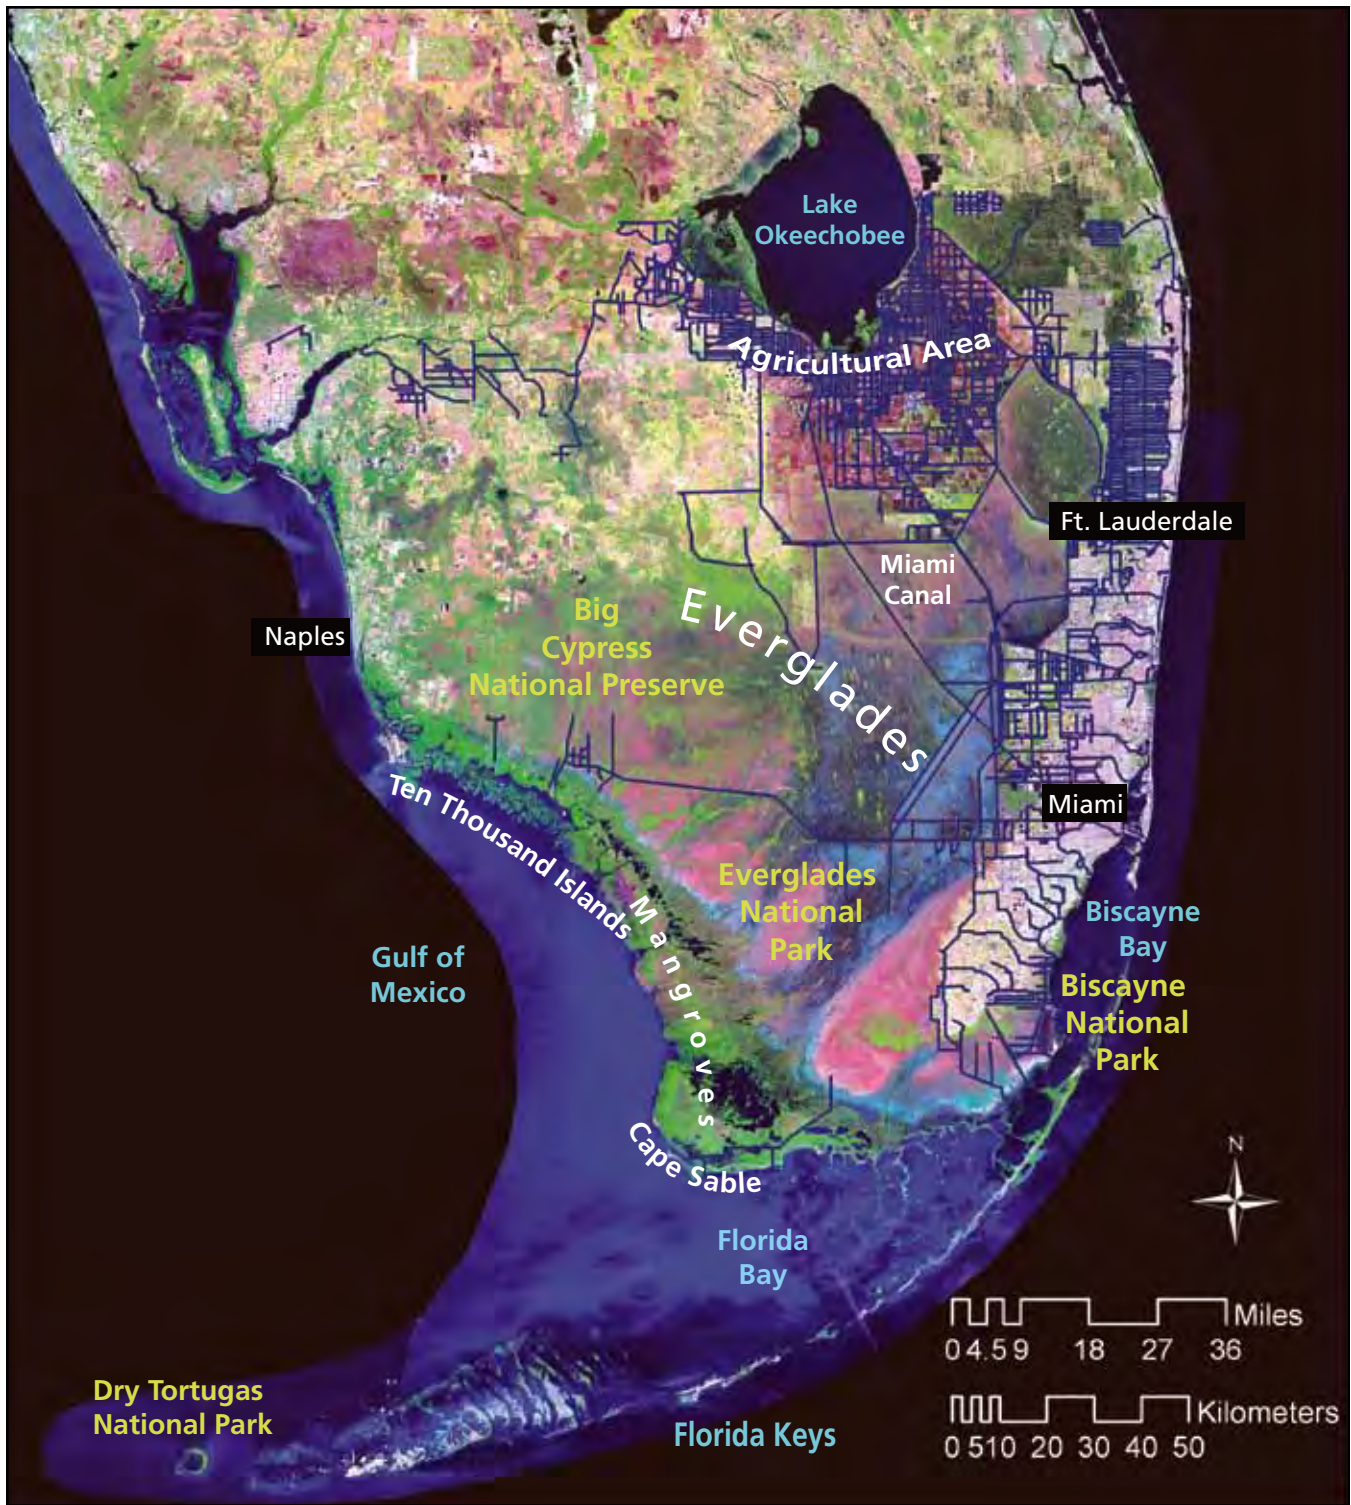 Lake
Okeechobee
Agricultural Area
Ft. Lauderdale
Miami
Canal
Everglades
Big
Cypress
National Preserve
Naples
Miami
Ten Thousand Islands
Mangroves
Everglades
National
Park
Biscayne
Bay
Gulf of
Mexico
Biscayne
National
Park
Cape Sable
N
Florida
Bay
Miles
0 4.5 9 18 27 36
Kilometers
0 5 10 20 30 40 50
Dry Tortugas
National Park
Florida Keys